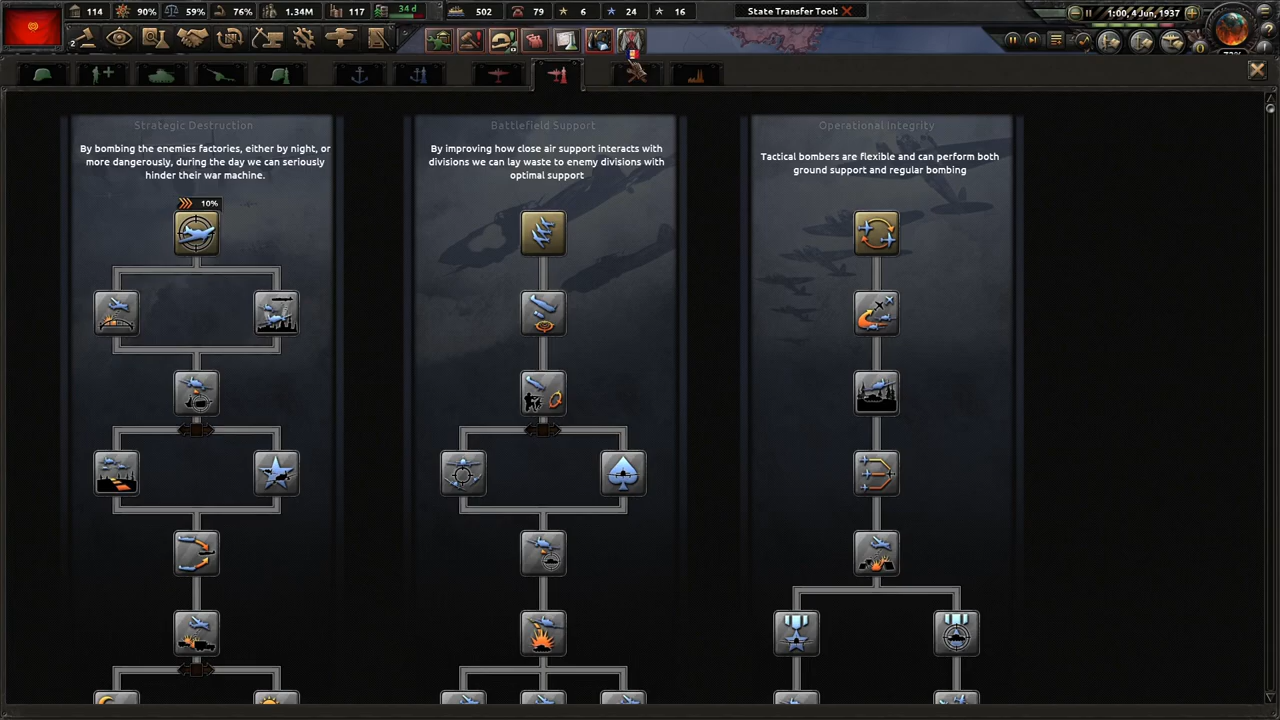 114 90% 59% 76% 1.34M 117 34 d 502 79 6 24 16 State Transfer Tool: 1:00, 4 Jun, 1937
2
0
Strategic Destruction
By bombing the enemies factories, either by night, or
more dangerously, during the day we can seriously
hinder their war machine.
10%
Battlefield Support
By improving how close air support interacts with
divisions we can lay waste to enemy divisions with
optimal support
Operational Integrity
Tactical bombers are flexible and can perform both
ground support and regular bombing